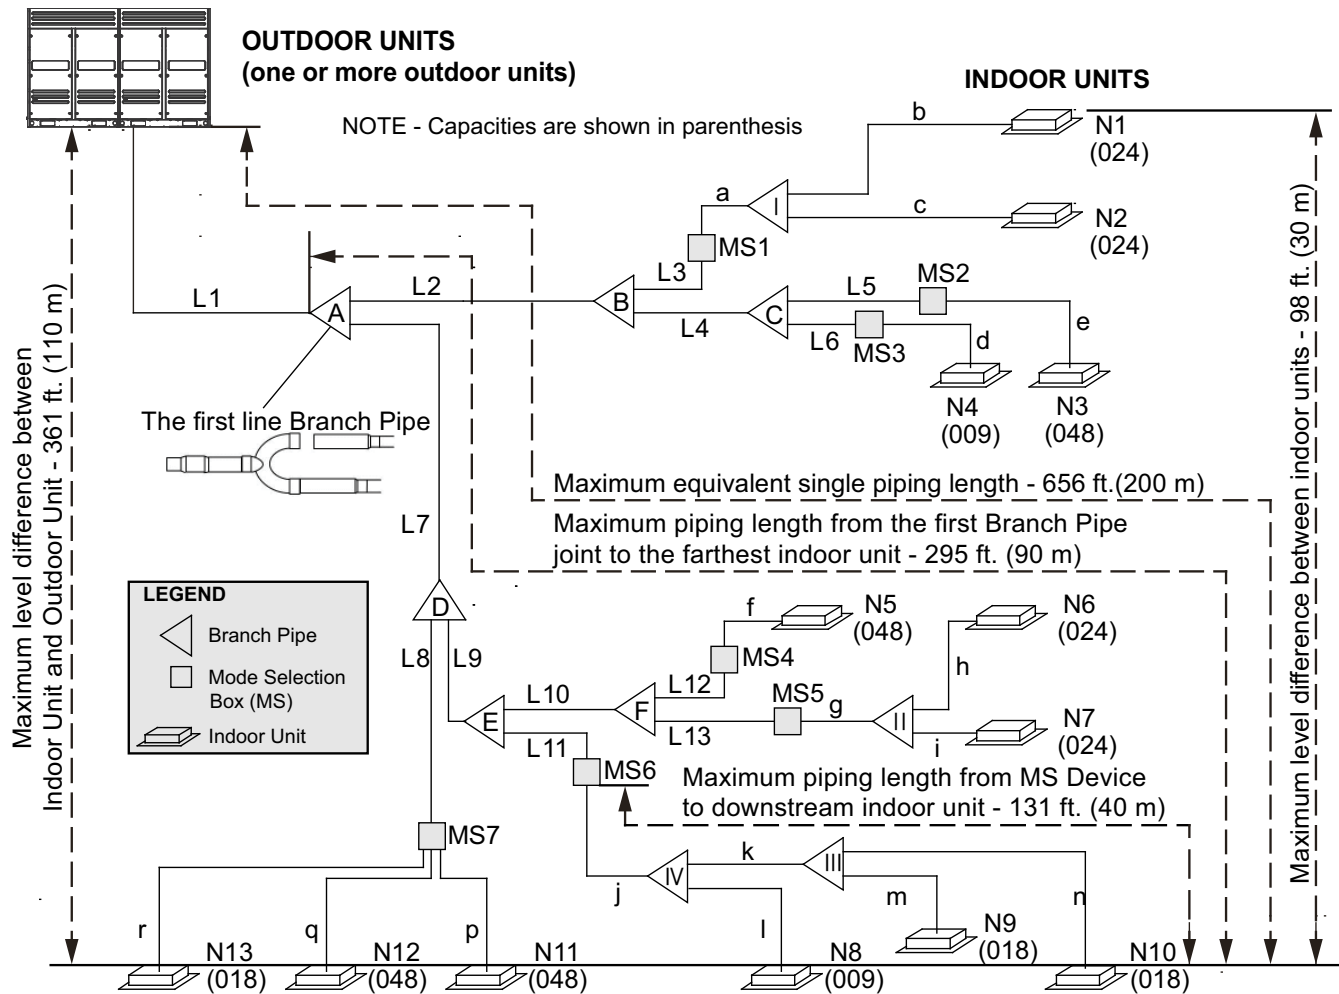 OUTDOOR UNITS
(one or more outdoor units)
INDOOR UNITS
NOTE - Capacities are shown in parenthesis
b
N1
(024)
a
I
c
N2
(024)
MS1
L3
MS2
L1
A
L2
B
L5
C
L4
L6
MS3
d
e
N4
(009)
N3
(048)
The first line Branch Pipe
Maximum level difference between
Indoor Unit and Outdoor Unit - 361 ft. (110 m)
Maximum level difference between indoor units - 98 ft. (30 m)
Maximum equivalent single piping length - 656 ft.(200 m)
Maximum piping length from the first Branch Pipe
joint to the farthest indoor unit - 295 ft. (90 m)
L7
LEGEND
Branch Pipe
Mode Selection
Box (MS)
Indoor Unit
D
L8
L9
f
N5
(048)
N6
(024)
MS4
h
L10
L12
F
MS5
g
II
E
L13
L11
i
N7
(024)
MS6
Maximum piping length from MS Device
to downstream indoor unit - 131 ft. (40 m)
MS7
k
III
IV
j
m
n
r
q
p
l
N9
(018)
N13
(018)
N12
(048)
N11
(048)
N8
(009)
N10
(018)